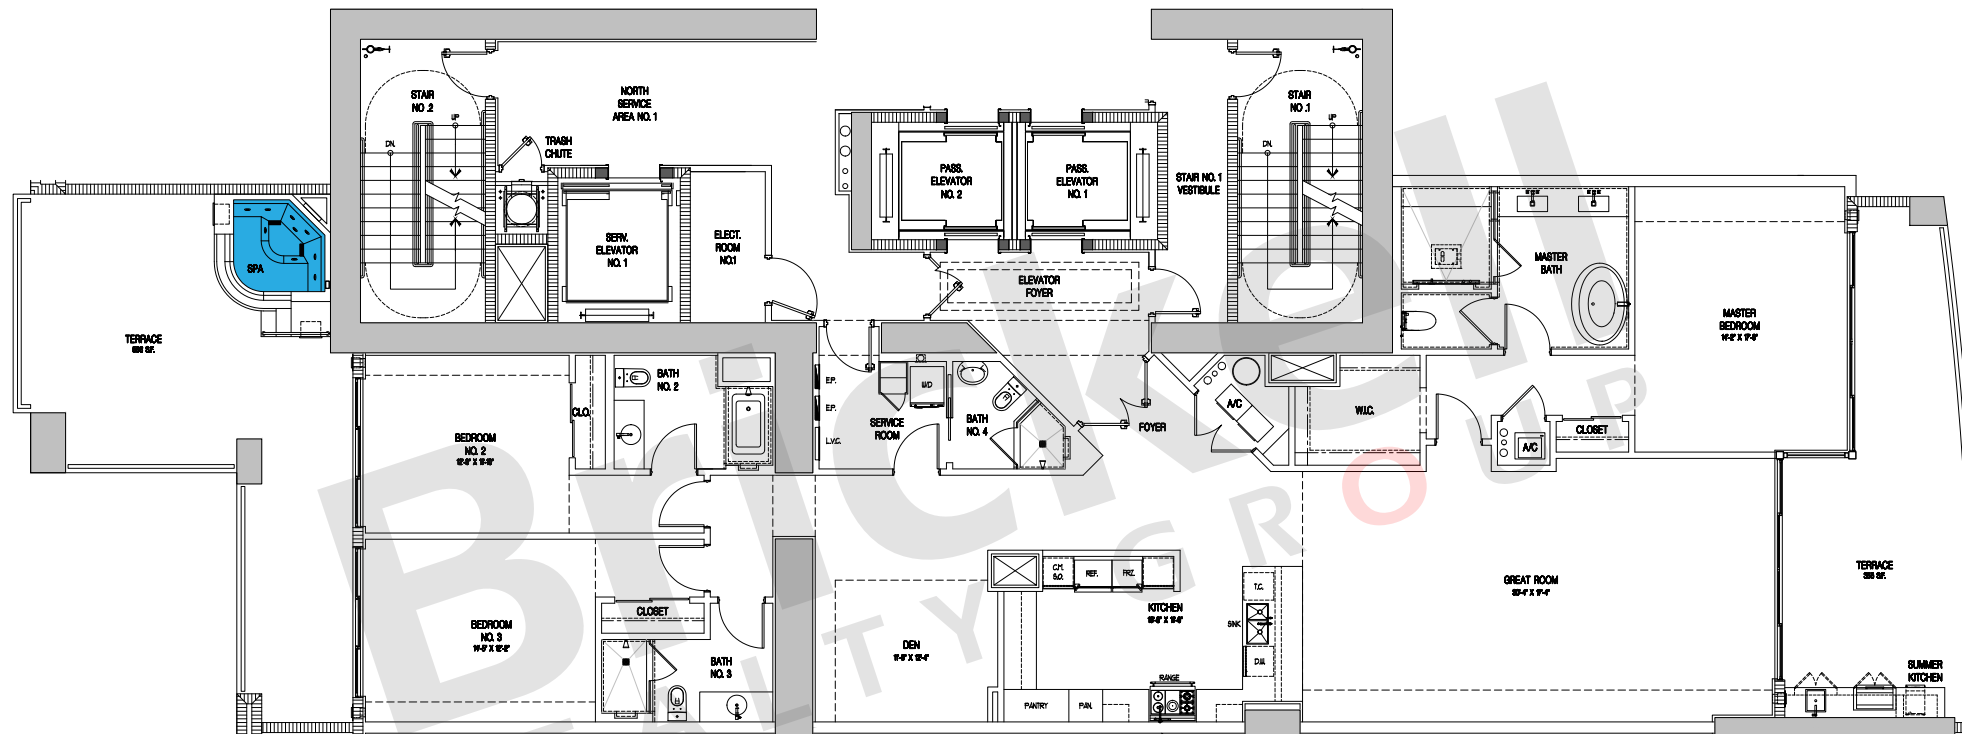 STAIR
NO .2
NORTH
SERVICE
AREA NO. 1
STAIR
NO .1
UP
DN.
TRASH
CHUTE
PASS.
ELEVATOR
NO. 2
PASS.
ELEVATOR
NO. 1
STAIR NO. 1
VESTIBULE
UP
DN.
SERV.
ELEVATOR
NO. 1
ELECT.
ROOM
NO.1
SPA
ELEVATOR
FOYER
MASTER
BATH
MASTER
BEDROOM
TERRACE
BATH
NO. 2
CLO.
E.P.
E.P.
L.V.C.
W/D
SERVICE
ROOM
BATH
NO. 4
FOYER
A/C
W.I.C.
CLOSET
A/C
BEDROOM
NO. 2
BEDROOM
NO. 3
CLOSET
BATH
NO. 3
DEN
REF.
FRZ.
KITCHEN
T.C.
SINK
D.W.
RANGE
PANTRY
PAN.
GREAT ROOM
TERRACE
SUMMER
KITCHEN
Brickell
REALTY GROUP